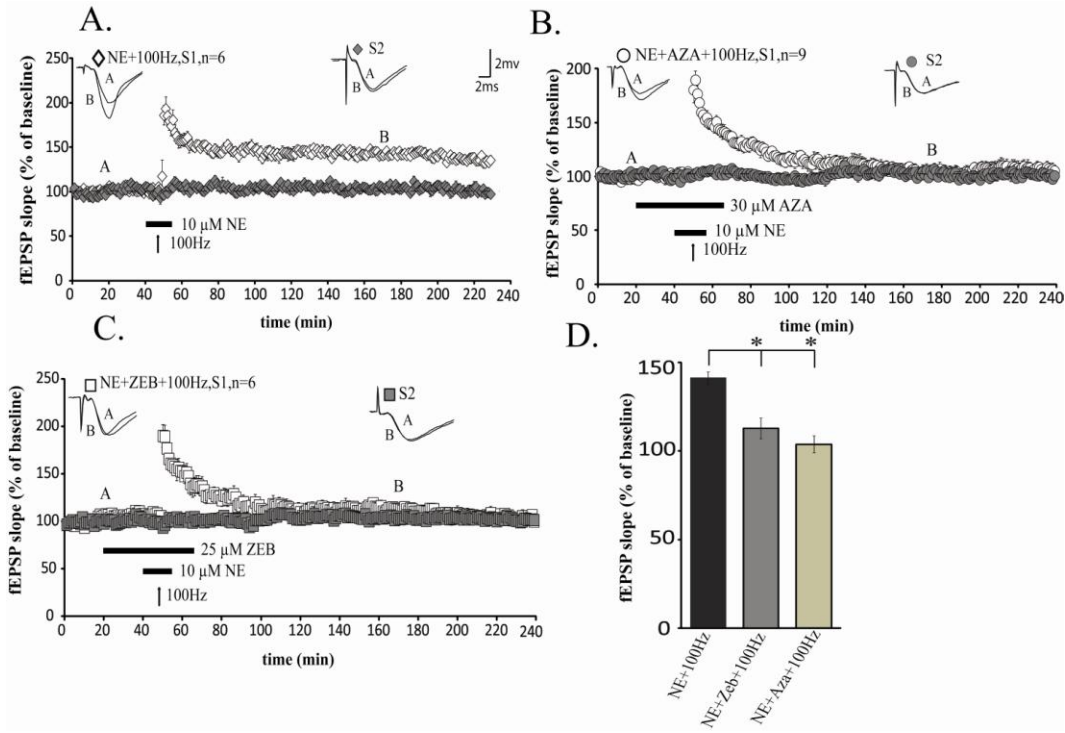 A.
NE+100Hz,S1,n=6
S2
A
B
A
B
2mv
2ms
fEPSP slope (% of baseline)
250
200
150
100
50
0
A
B
10 µM NE
100Hz
0 20 40 60 80 100 120 140 160 180 200 220 240
time (min)
B.
NE+AZA+100Hz,S1,n=9
S2
A
B
A
B
fEPSP slope (% of baseline)
200
150
100
50
0
A
B
30 µM AZA
10 µM NE
100Hz
0 20 40 60 80 100 120 140 160 180 200 220 240
time (min)
C.
NE+ZEB+100Hz,S1,n=6
S2
A
B
A
B
fEPSP slope (% of baseline)
250
200
150
100
50
0
A
B
25 µM ZEB
10 µM NE
100Hz
0 20 40 60 80 100 120 140 160 180 200 220 240
time (min)
D.
* *
fEPSP slope (% of baseline)
150
100
50
0
NE+100Hz
NE+Zeb+100Hz
NE+Aza+100Hz